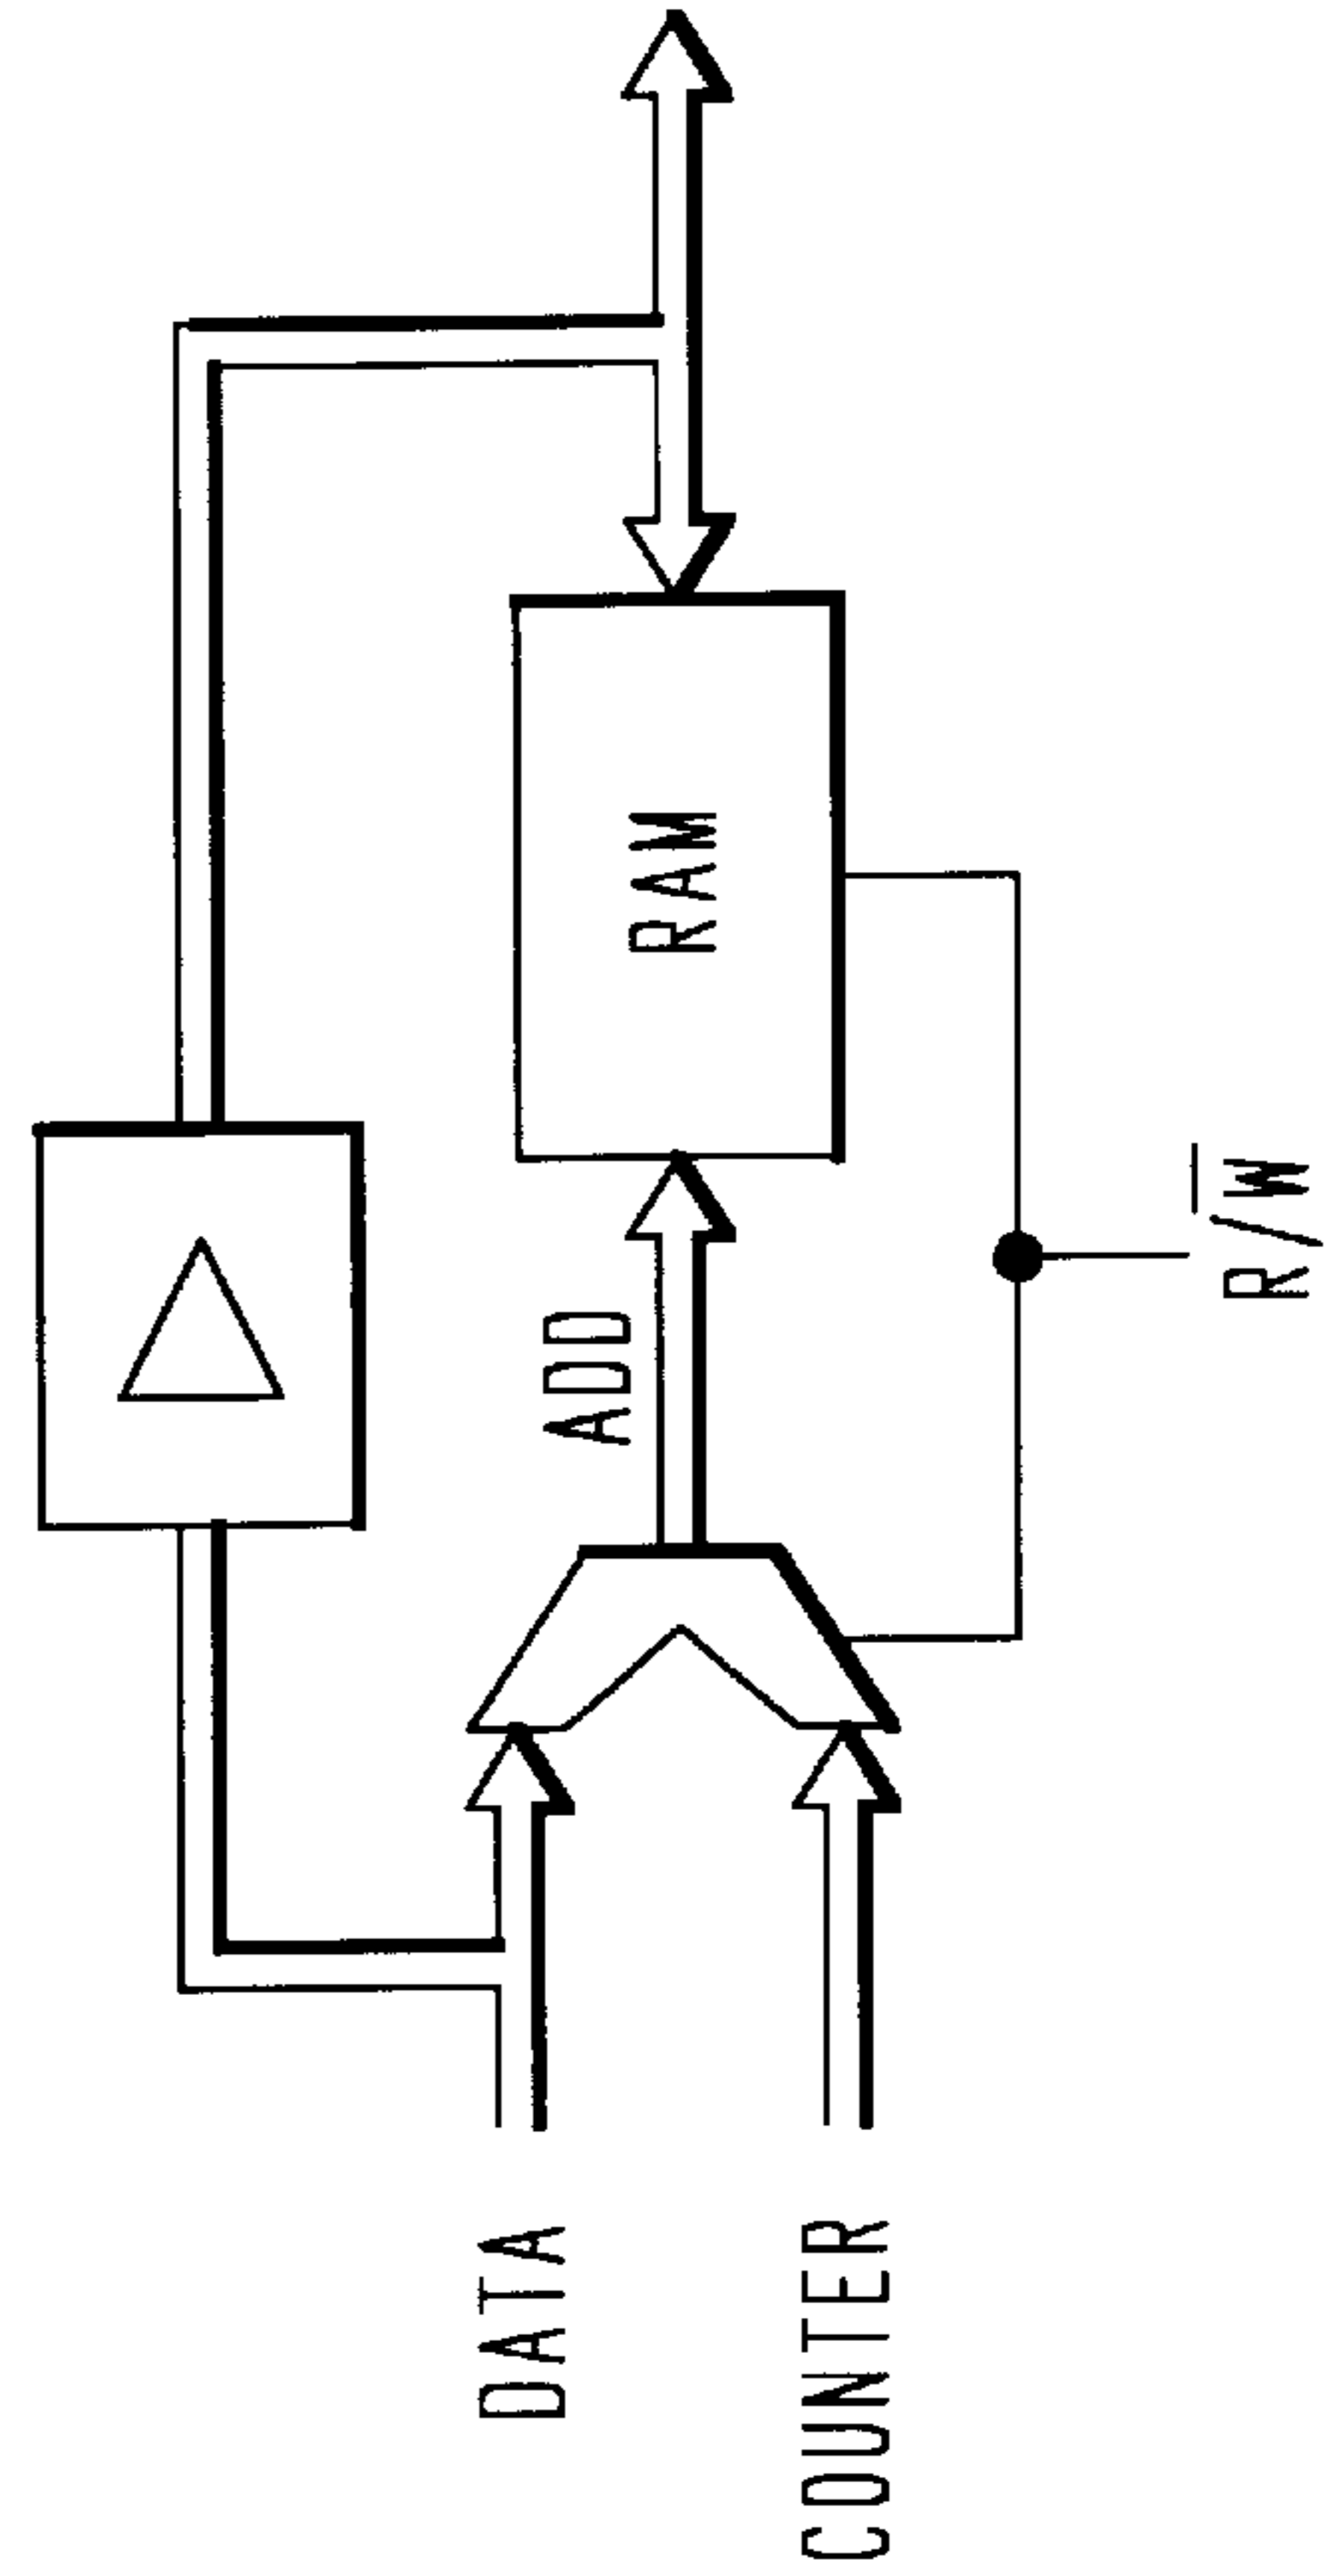 RAM
ADD
DATA
COUNTER
R/W̅